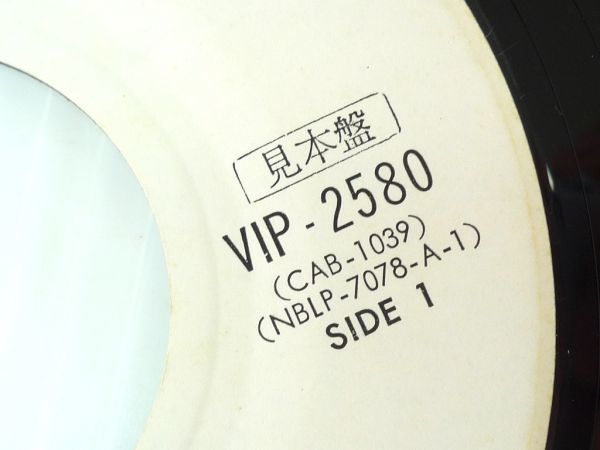 見本盤
VIP-2580
(CAB-1039)
(NBLP-7078-A-1)
SIDE 1